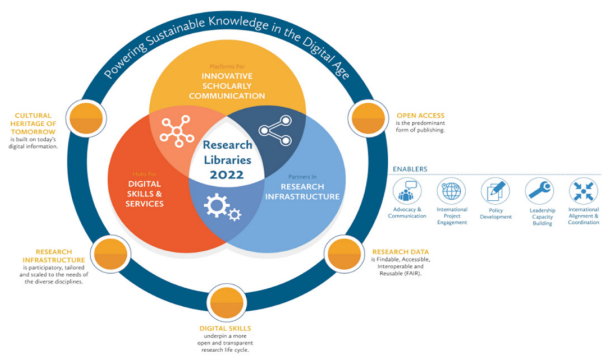 Powering Sustainable Knowledge in the Digital Age
Platforms for
INNOVATIVE
SCHOLARLY
COMMUNICATION
CULTURAL
HERITAGE OF
TOMORROW
is built on today's
digital information.
OPEN ACCESS
is the predominant
form of publishing.
Research
Libraries
2022
Hubs for
DIGITAL
SKILLS &
SERVICES
Partners in
RESEARCH
INFRASTRUCTURE
ENABLERS
Advocacy &
Communication
International
Project
Engagement
Policy
Development
Leadership
Capacity
Building
International
Alignment &
Coordination
RESEARCH
INFRASTRUCTURE
is participatory, tailored
and scaled to the needs of
the diverse disciplines.
RESEARCH DATA
is Findable, Accessible,
Interoperable and
Reusable (FAIR).
DIGITAL SKILLS
underpin a more
open and transparent
research life cycle.